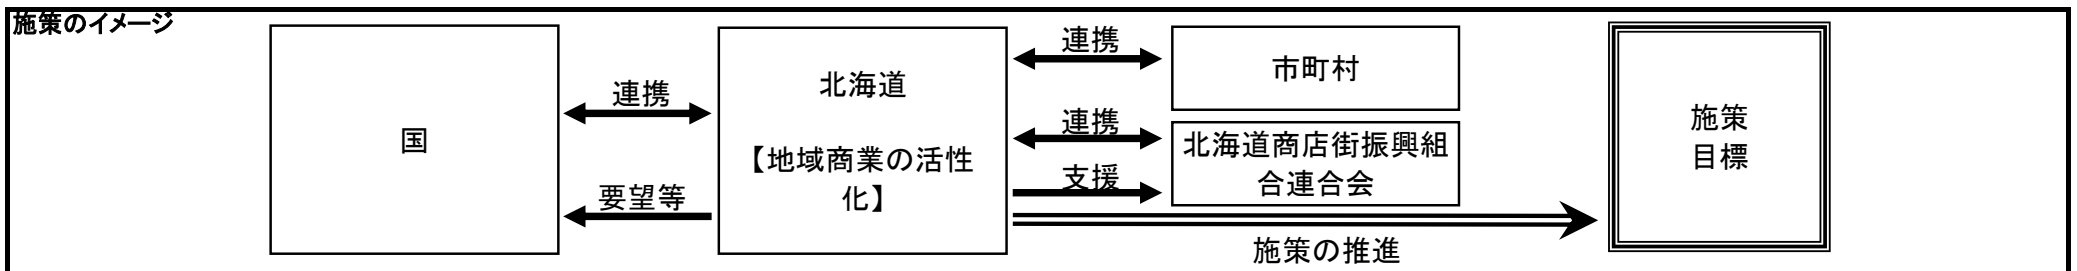 施策のイメージ
国
連携
要望等
北海道
【地域商業の活性
化】
連携
市町村
連携
支援
北海道商店街振興組
合連合会
施策の推進
施策
目標